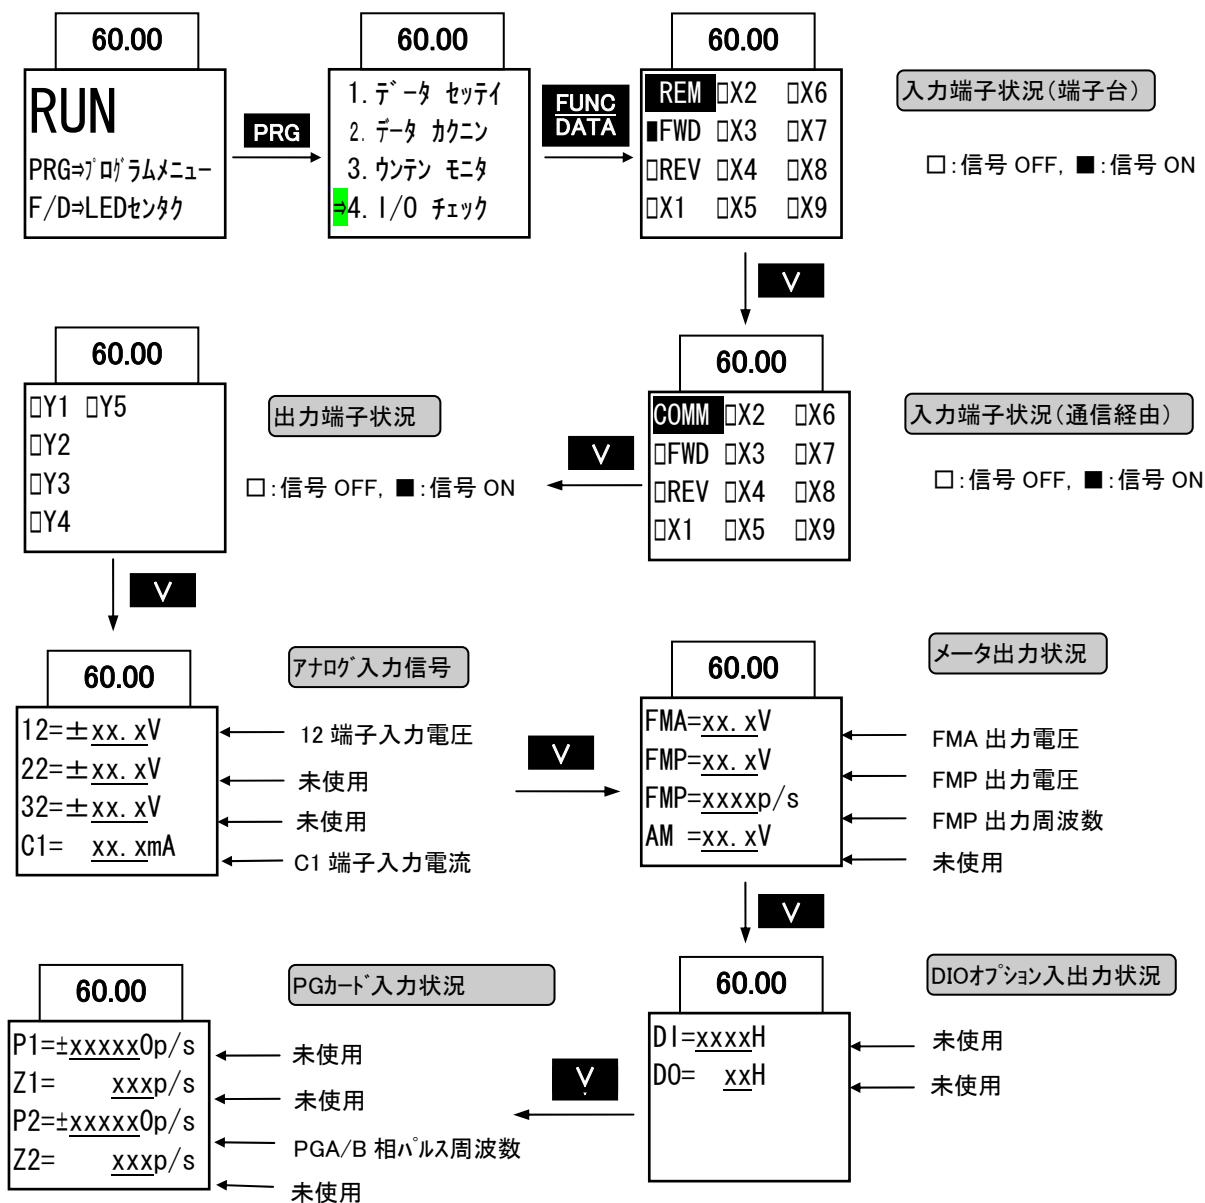 60.00
RUN
PRG⇒ﾌﾟﾛｸﾞﾗﾑﾒﾆｭｰ
F/D⇒LEDｾﾝﾀｸ
PRG
60.00
1. ﾃﾞｰﾀ ｾｯﾃｲ
2. ﾃﾞｰﾀ ｶｸﾆﾝ
3. ｳﾝﾃﾝ ﾓﾆﾀ
⇒4. I/O ﾁｪｯｸ
FUNC
DATA
60.00
REM □X2 □X6
■FWD □X3 □X7
□REV □X4 □X8
□X1 □X5 □X9
入力端子状況(端子台)
□:信号 OFF, ■:信号 ON
∨
60.00
COMM □X2 □X6
□FWD □X3 □X7
□REV □X4 □X8
□X1 □X5 □X9
入力端子状況(通信経由)
□:信号 OFF, ■:信号 ON
∨
60.00
□Y1 □Y5
□Y2
□Y3
□Y4
出力端子状況
□:信号 OFF, ■:信号 ON
∨
60.00
12=±xx.xV
22=±xx.xV
32=±xx.xV
C1= xx.xmA
ｱﾅﾛｸﾞ入力信号
12 端子入力電圧
未使用
未使用
C1 端子入力電流
∨
60.00
FMA=xx.xV
FMP=xx.xV
FMP=xxxxp/s
AM =xx.xV
メータ出力状況
FMA 出力電圧
FMP 出力電圧
FMP 出力周波数
未使用
∨
60.00
DI=xxxxH
DO= xxH
DIOｵﾌﾟｼｮﾝ入出力状況
未使用
未使用
∨
60.00
P1=±xxxxx0p/s
Z1= xxxp/s
P2=±xxxxx0p/s
Z2= xxxp/s
PGｶｰﾄﾞ入力状況
未使用
未使用
PGA/B 相ﾊﾟﾙｽ周波数
未使用